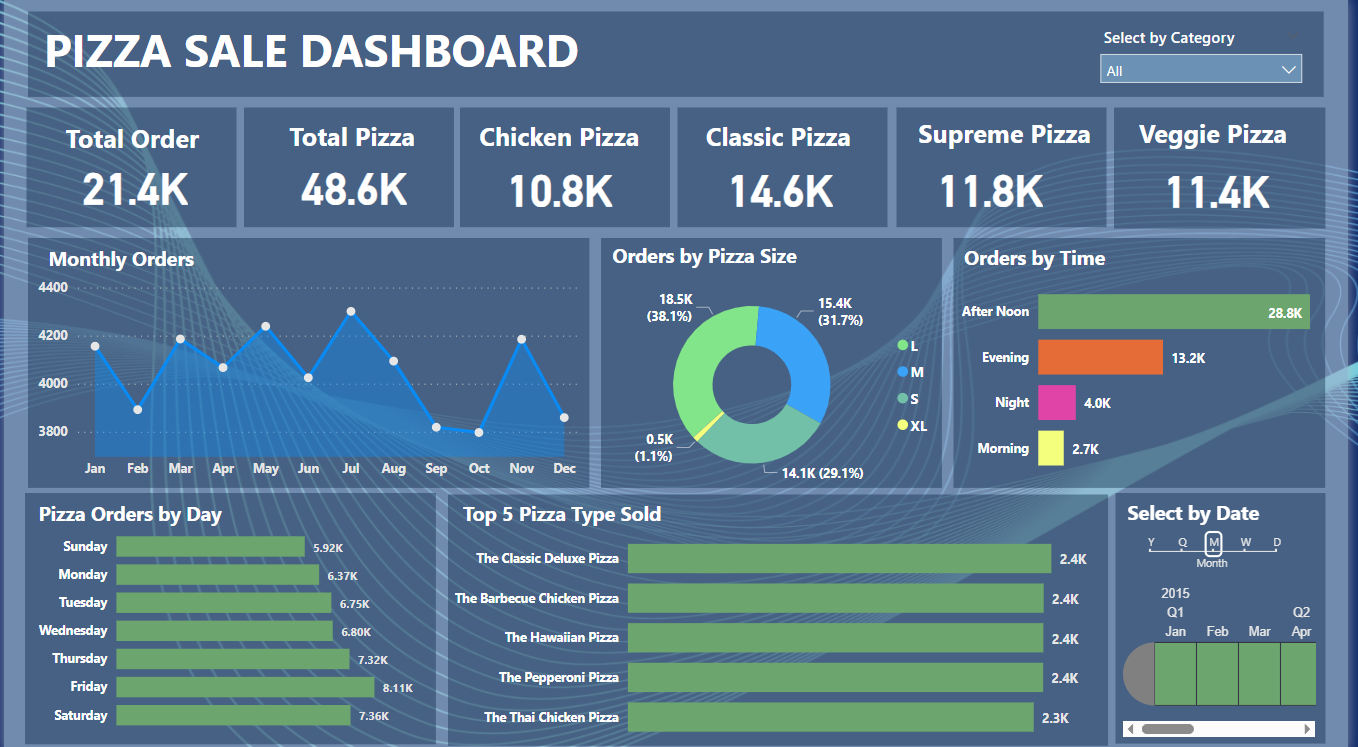 PIZZA SALE DASHBOARD
Select by Category
All
Total Order
21.4K
Total Pizza
48.6K
Chicken Pizza
10.8K
Classic Pizza
14.6K
Supreme Pizza
11.8K
Veggie Pizza
11.4K
Monthly Orders
4400
4200
4000
3800
Jan Feb Mar Apr May Jun Jul Aug Sep Oct Nov Dec
Orders by Pizza Size
18.5K
(38.1%)
15.4K
(31.7%)
0.5K
(1.1%)
14.1K (29.1%)
L
M
S
XL
Orders by Time
After Noon 28.8K
Evening 13.2K
Night 4.0K
Morning 2.7K
Pizza Orders by Day
Sunday 5.92K
Monday 6.37K
Tuesday 6.75K
Wednesday 6.80K
Thursday 7.32K
Friday 8.11K
Saturday 7.36K
Top 5 Pizza Type Sold
The Classic Deluxe Pizza 2.4K
The Barbecue Chicken Pizza 2.4K
The Hawaiian Pizza 2.4K
The Pepperoni Pizza 2.4K
The Thai Chicken Pizza 2.3K
Select by Date
Y Q M W D
Month
2015
Q1 Q2
Jan Feb Mar Apr